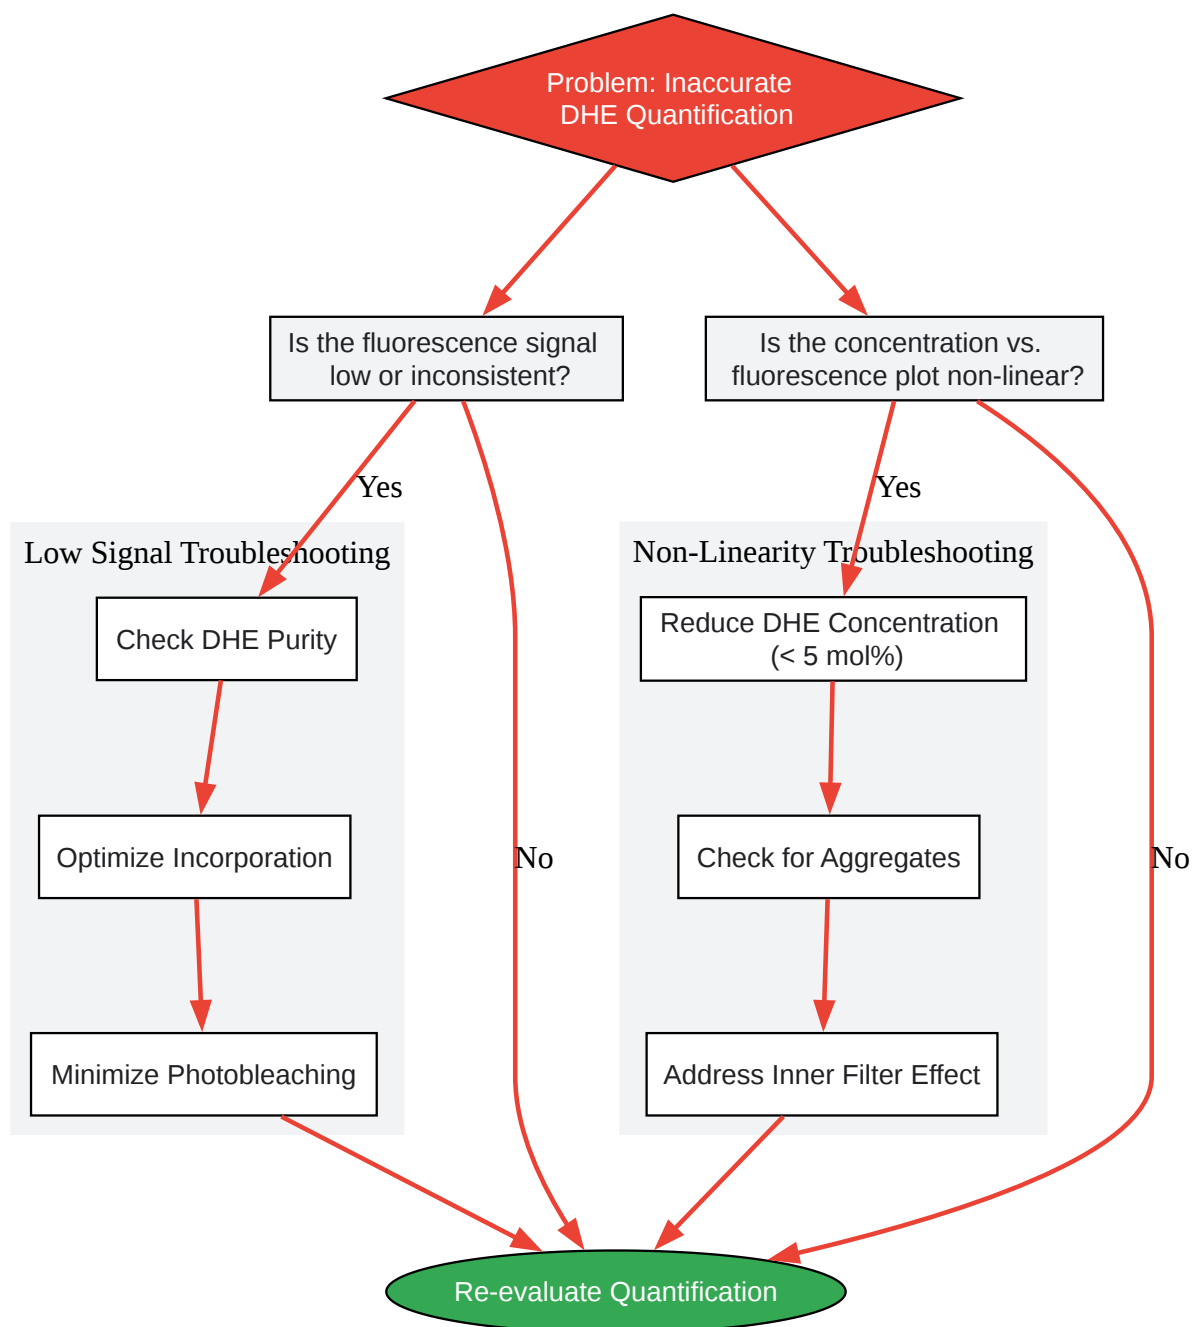 Problem: Inaccurate
DHE Quantification
Is the fluorescence signal
low or inconsistent?
Is the concentration vs.
fluorescence plot non-linear?
Yes
Yes
Low Signal Troubleshooting
Non-Linearity Troubleshooting
Check DHE Purity
Reduce DHE Concentration
(< 5 mol%)
Optimize Incorporation
No
Check for Aggregates
No
Minimize Photobleaching
Address Inner Filter Effect
Re-evaluate Quantification